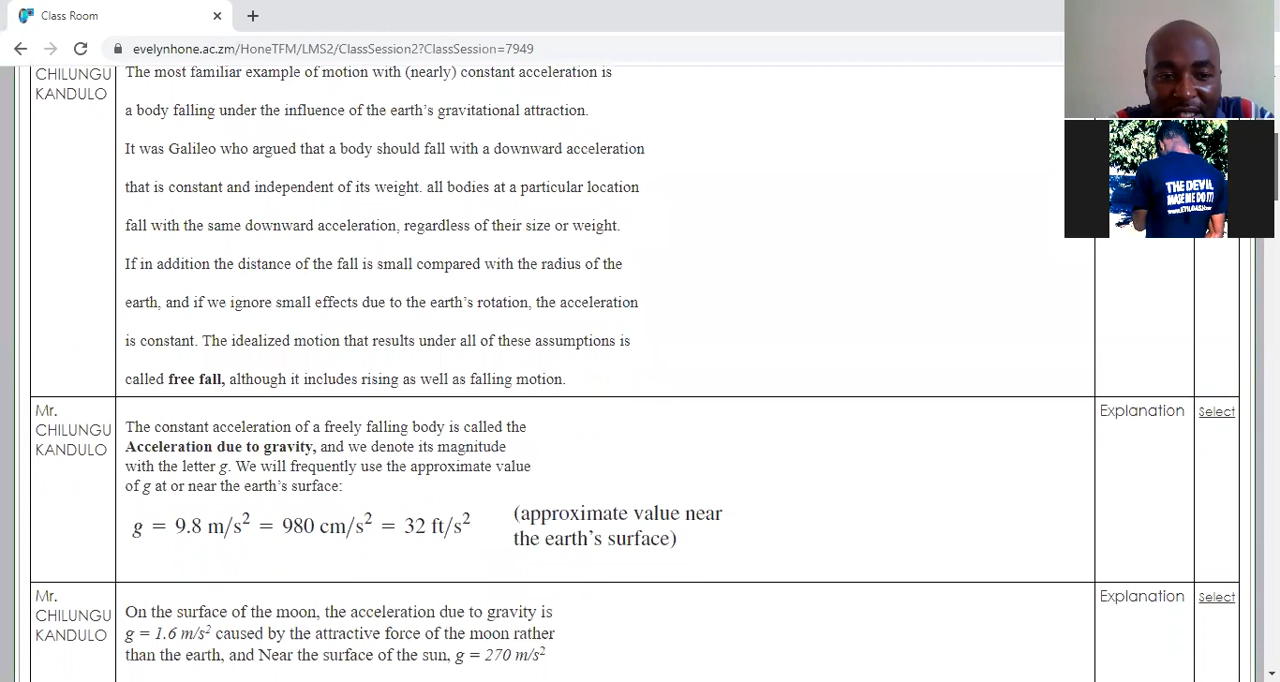 Class Room
evelynhone.ac.zm/HoneTFM/LMS2/ClassSession2?ClassSession=7949
CHILUNGU
KANDULO
The most familiar example of motion with (nearly) constant acceleration is
a body falling under the influence of the earth's gravitational attraction.
It was Galileo who argued that a body should fall with a downward acceleration
that is constant and independent of its weight. all bodies at a particular location
fall with the same downward acceleration, regardless of their size or weight.
If in addition the distance of the fall is small compared with the radius of the
earth, and if we ignore small effects due to the earth's rotation, the acceleration
is constant. The idealized motion that results under all of these assumptions is
called free fall, although it includes rising as well as falling motion.
THE DEVIL
MADE ME DO IT!
Mr.
CHILUNGU
KANDULO
The constant acceleration of a freely falling body is called the
Acceleration due to gravity, and we denote its magnitude
with the letter g. We will frequently use the approximate value
of g at or near the earth's surface:
g = 9.8 m/s² = 980 cm/s² = 32 ft/s²
(approximate value near
the earth's surface)
Explanation
Select
Mr.
CHILUNGU
KANDULO
On the surface of the moon, the acceleration due to gravity is
g = 1.6 m/s² caused by the attractive force of the moon rather
than the earth, and Near the surface of the sun, g = 270 m/s²
Explanation
Select